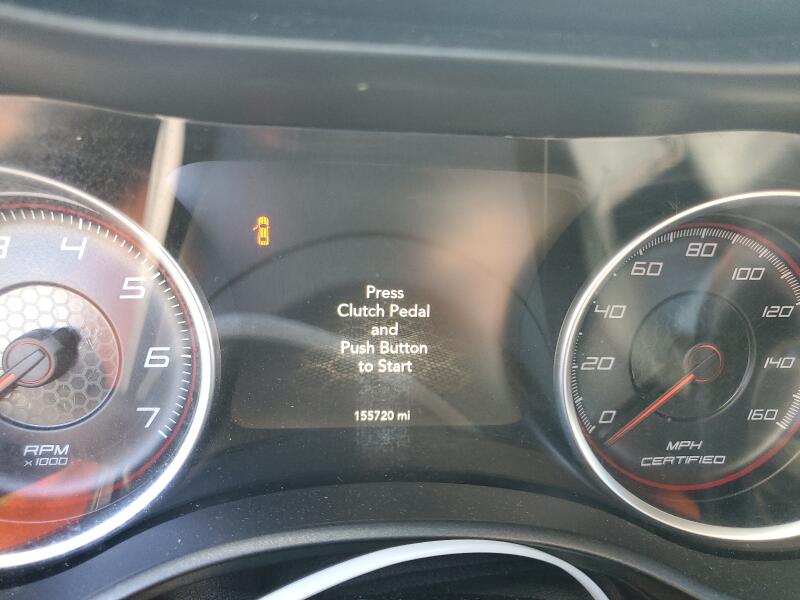 3
4
5
6
7
RPM
x1000
Press
Clutch Pedal
and
Push Button
to Start
155720 mi
0
20
40
60
80
100
120
140
160
MPH
CERTIFIED